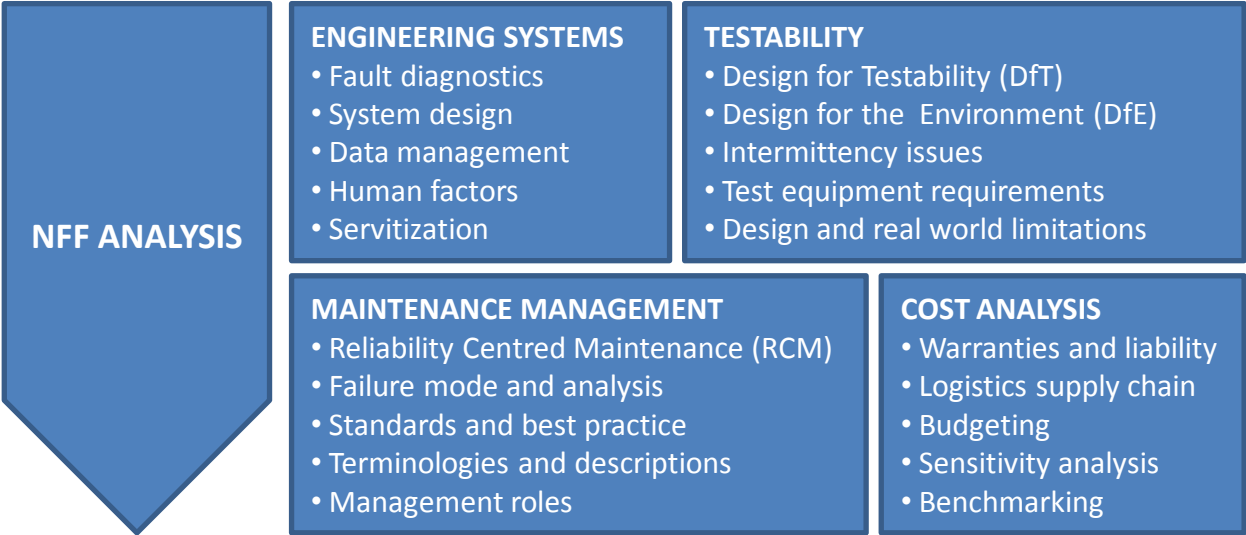 NFF ANALYSIS
ENGINEERING SYSTEMS
• Fault diagnostics
• System design
• Data management
• Human factors
• Servitization
TESTABILITY
• Design for Testability (DfT)
• Design for the  Environment (DfE)
• Intermittency issues
• Test equipment requirements
• Design and real world limitations
MAINTENANCE MANAGEMENT
• Reliability Centred Maintenance (RCM)
• Failure mode and analysis
• Standards and best practice
• Terminologies and descriptions
• Management roles
COST ANALYSIS
• Warranties and liability
• Logistics supply chain
• Budgeting
• Sensitivity analysis
• Benchmarking